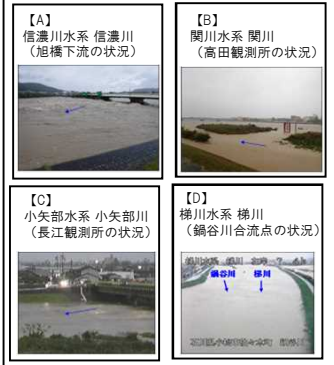 【A】
信濃川水系 信濃川
（旭橋下流の状況）
【B】
関川水系 関川
（高田観測所の状況）
【C】
小矢部水系 小矢部川
（長江観測所の状況）
【D】
梯川水系 梯川
（鍋谷川合流点の状況）
鍋谷川 梯川